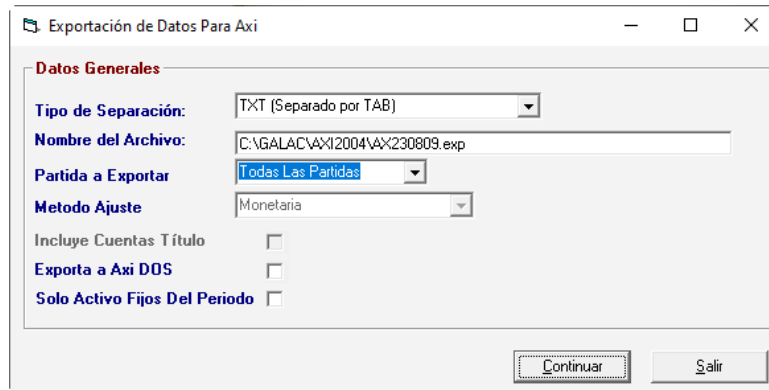 Exportación de Datos Para Axi
Datos Generales
Tipo de Separación: TXT (Separado por TAB)
Nombre del Archivo: C:\GALAC\AXI2004\AX230809.exp
Partida a Exportar Todas Las Partidas
Metodo Ajuste Monetaria
Incluye Cuentas Título
Exporta a Axi DOS
Solo Activo Fijos Del Periodo
Continuar Salir